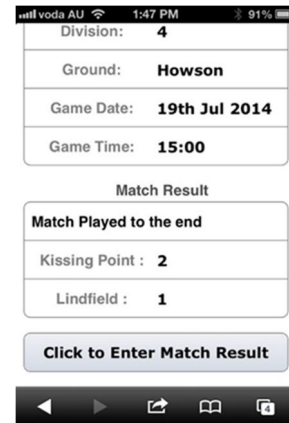 voda AU 1:47 PM 91%
Division: 4
Ground: Howson
Game Date: 19th Jul 2014
Game Time: 15:00
Match Result
Match Played to the end
Kissing Point : 2
Lindfield : 1
Click to Enter Match Result
4